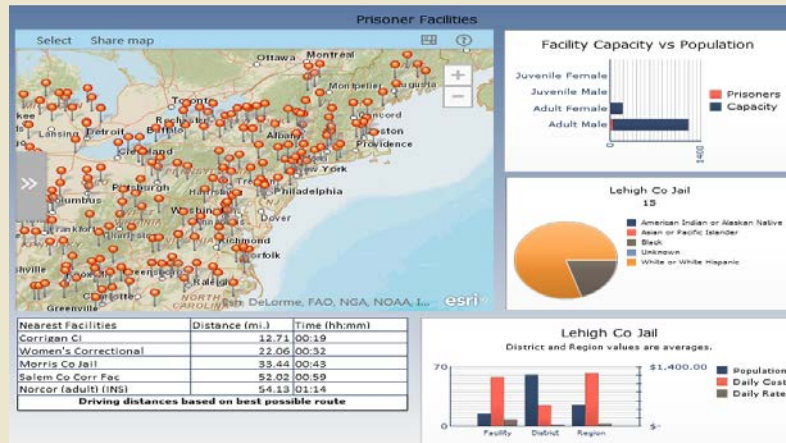 Prisoner Facilities
Select Share map
Ottawa Montréal
Montpelier Augusta
Toronto
Rochester Concord
Lansing Detroit Buffalo Albany
Cleveland Providence
New York
Pittsburgh
Philadelphia
Dover
Richmond
Raleigh
Charlotte
NORTH
Greenville
Esri, DeLorme, FAO, NGA, NOAA, I...
esri
Facility Capacity vs Population
Juvenile Female
Juvenile Male
Adult Female
Adult Male
Prisoners
Capacity
0 1400
Lehigh Co Jail
15
American Indian or Alaskan Native
Asian or Pacific Islander
Black
Unknown
White or White Hispanic
Nearest Facilities Distance (mi.) Time (hh:mm)
Corrigan CI 12.71 00:19
Women's Correctional 22.06 00:32
Morris Co Jail 33.44 00:43
Salem Co Corr Fac 52.02 00:59
Norcor (adult) (INS) 54.13 01:14
Driving distances based on best possible route
Lehigh Co Jail
District and Region values are averages.
70 $1,400.00
0 $-
Facility District Region
Population
Daily Cost
Daily Rate